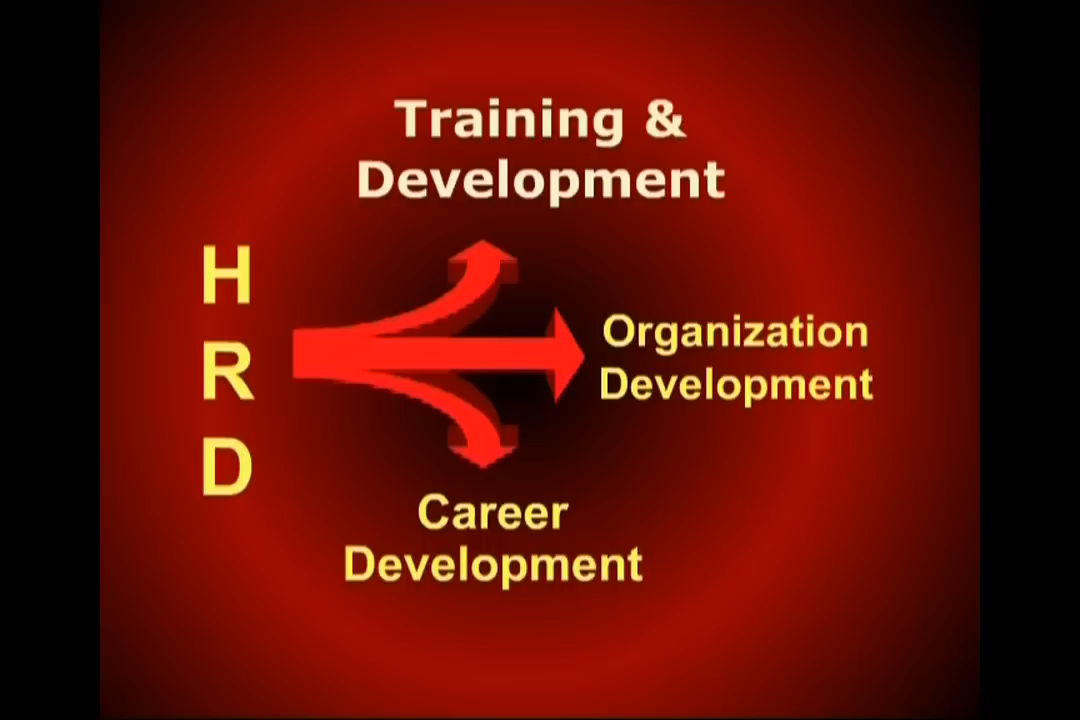 Training &
Development
H
R
D
Organization
Development
Career
Development